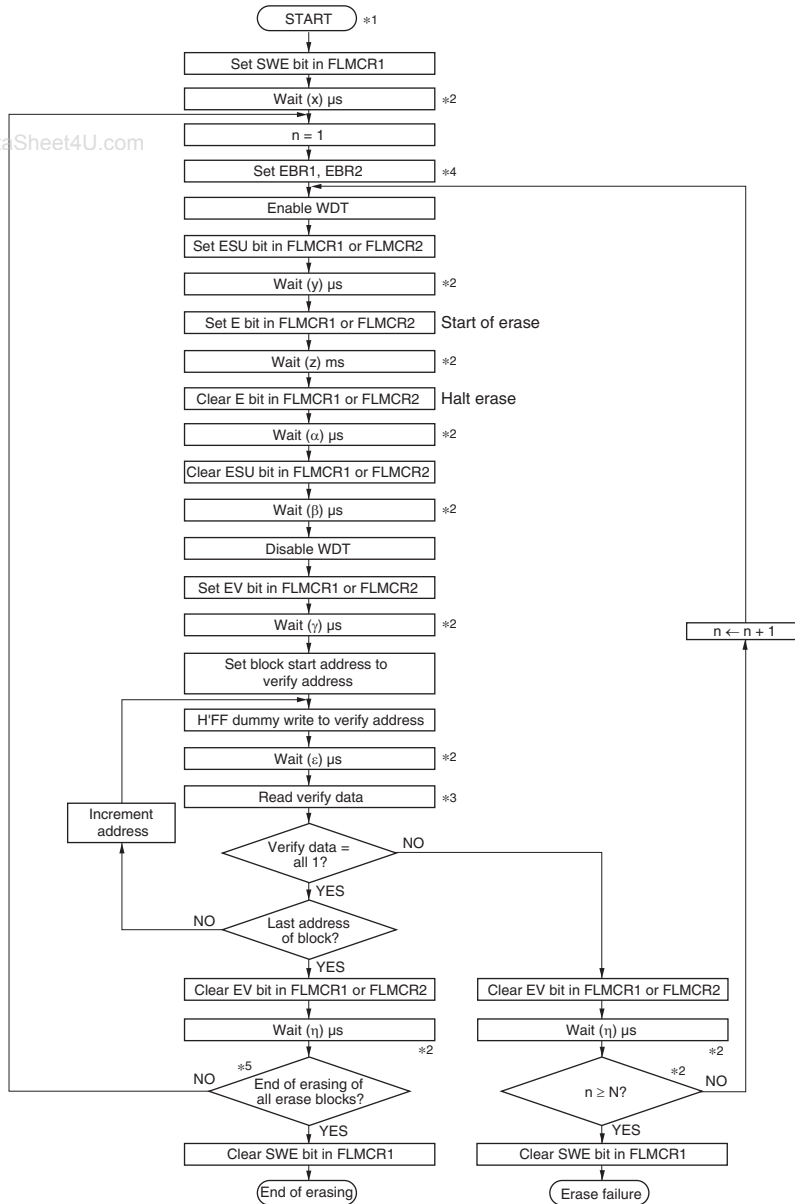 START *1
Set SWE bit in FLMCR1
Wait (x) µs *2
aSheet4U.com
n = 1
Set EBR1, EBR2 *4
Enable WDT
Set ESU bit in FLMCR1 or FLMCR2
Wait (y) µs *2
Set E bit in FLMCR1 or FLMCR2 Start of erase
Wait (z) ms *2
Clear E bit in FLMCR1 or FLMCR2 Halt erase
Wait (α) µs *2
Clear ESU bit in FLMCR1 or FLMCR2
Wait (β) µs *2
Disable WDT
Set EV bit in FLMCR1 or FLMCR2
Wait (γ) µs *2
n ← n + 1
Set block start address to
verify address
H'FF dummy write to verify address
Wait (ε) µs *2
Read verify data *3
Increment
address
Verify data =
all 1?
NO
YES
NO
Last address
of block?
YES
Clear EV bit in FLMCR1 or FLMCR2
Wait (η) µs
*2
*5
NO
End of erasing of
all erase blocks?
YES
Clear SWE bit in FLMCR1
End of erasing
Clear EV bit in FLMCR1 or FLMCR2
Wait (η) µs
*2
*2
n ≥ N?
NO
YES
Clear SWE bit in FLMCR1
Erase failure